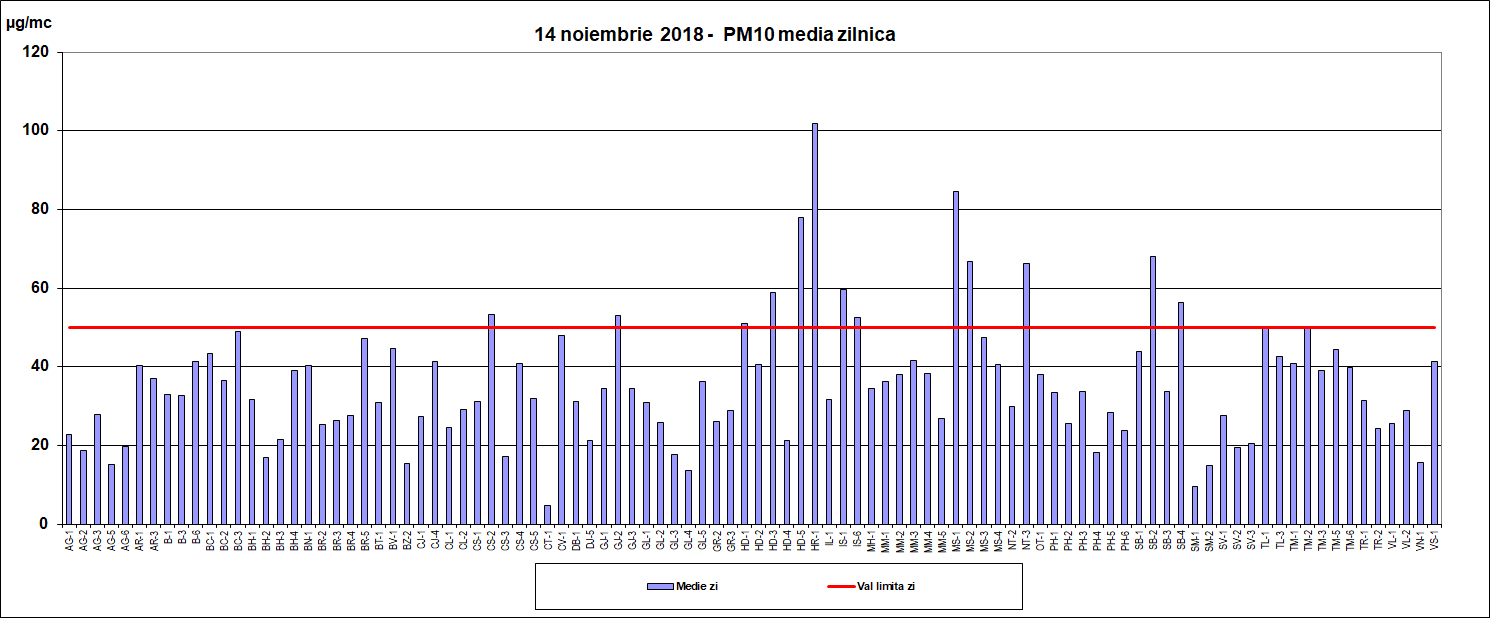 µg/mc
14 noiembrie 2018 - PM10 media zilnica
120
100
80
60
40
20
0
AG-1 AG-2 AG-3 AG-5 AG-6 AR-1 AR-3 B-1 B-3 B-6 BC-1 BC-2 BC-3 BH-1 BH-2 BH-3 BH-4 BN-1 BR-2 BR-3 BR-4 BR-5 BT-1 BV-1 BZ-2 CJ-1 CJ-4 CL-1 CL-2 CS-1 CS-2 CS-3 CS-4 CS-5 CT-1 CV-1 DB-1 DJ-5 GJ-1 GJ-2 GJ-3 GL-1 GL-2 GL-3 GL-4 GL-5 GR-2 GR-3 HD-1 HD-2 HD-3 HD-4 HD-5 HR-1 IL-1 IS-1 IS-6 MH-1 MM-1 MM-2 MM-3 MM-4 MM-5 MS-1 MS-2 MS-3 MS-4 NT-2 NT-3 OT-1 PH-1 PH-2 PH-3 PH-4 PH-5 PH-6 SB-1 SB-2 SB-3 SB-4 SM-1 SM-2 SV-1 SV-2 SV-3 TL-1 TL-3 TM-1 TM-2 TM-3 TM-5 TM-6 TR-1 TR-2 VL-1 VL-2 VN-1 VS-1
Medie zi Val limita zi